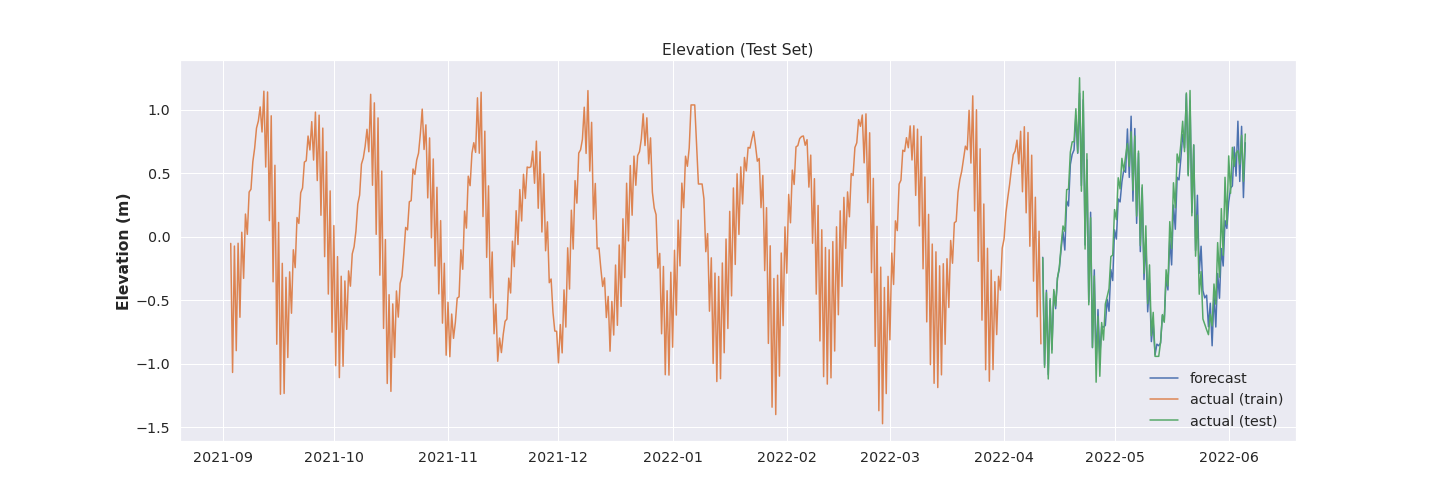 Elevation (Test Set)
Elevation (m)
1.0
0.5
0.0
−0.5
−1.0
−1.5
2021-09 2021-10 2021-11 2021-12 2022-01 2022-02 2022-03 2022-04 2022-05 2022-06
forecast
actual (train)
actual (test)